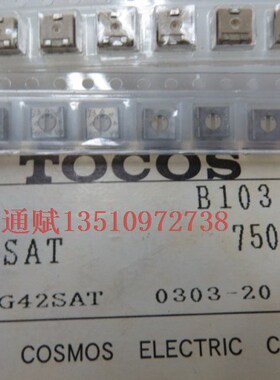 TOCOS
B103
通赋13510972738
SAT
750
G42SAT 0303-20
COSMOS ELECTRIC C